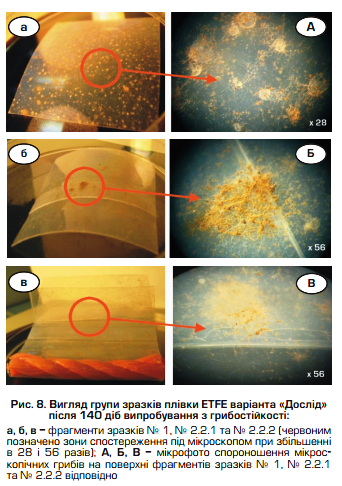 а
А
x 28
б
Б
x 56
в
В
x 56
Рис. 8. Вигляд групи зразків плівки ETFE варіанта «Дослід»
після 140 діб випробування з грибостійкості:
а, б, в – фрагменти зразків № 1, № 2.2.1 та № 2.2.2 (червоним
позначено зони спостереження під мікроскопом при збільшенні
в 28 і 56 разів); А, Б, В – мікрофото спороношення мікрос-
копічних грибів на поверхні фрагментів зразків № 1, № 2.2.1
та № 2.2.2 відповідно